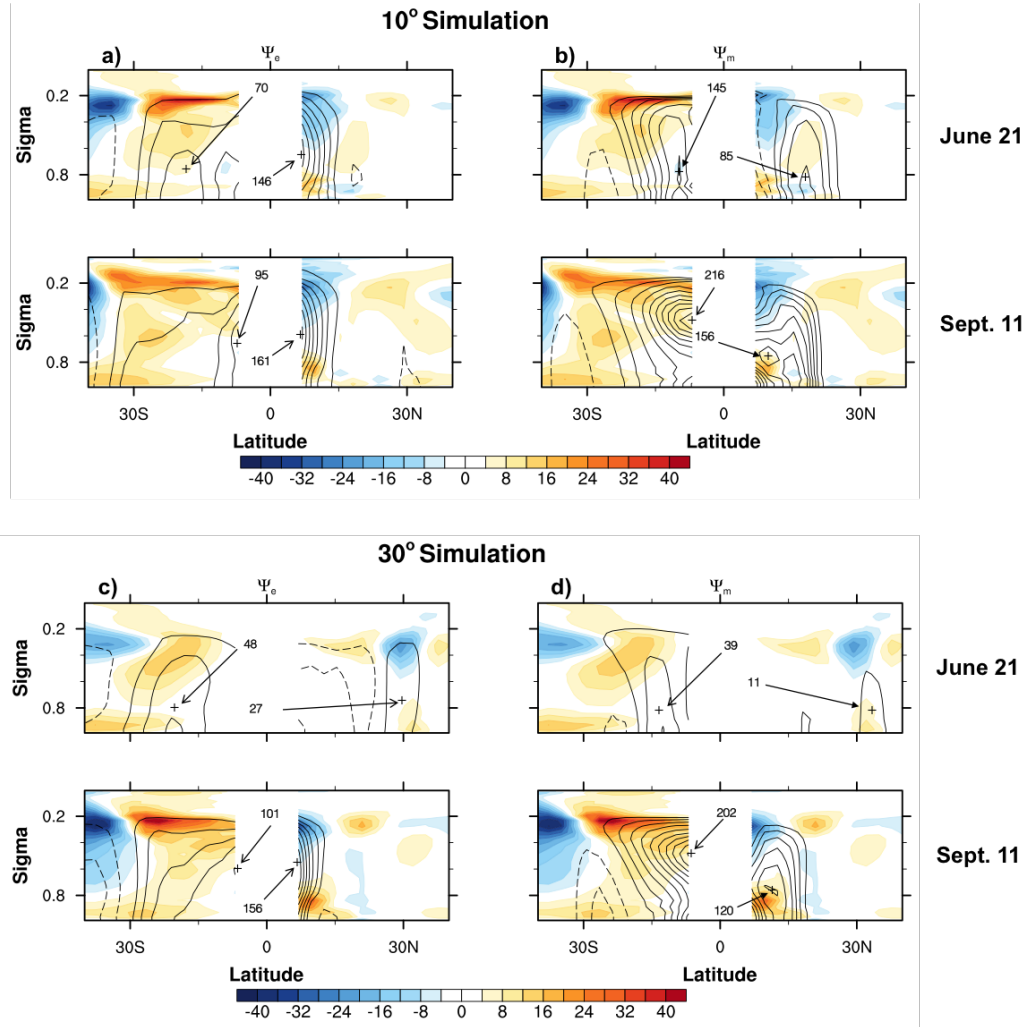 10° Simulation
a) Ψe b) Ψm
0.2 70 145 June 21
Sigma
0.8 146 85
0.2 95 216 Sept. 11
Sigma
0.8 161 156
30S 0 30N 30S 0 30N
Latitude Latitude
-40 -32 -24 -16 -8 0 8 16 24 32 40
30° Simulation
c) Ψe d) Ψm
0.2 48 39 June 21
Sigma
0.8 27 11
0.2 101 202 Sept. 11
Sigma
0.8 156 120
30S 0 30N 30S 0 30N
Latitude Latitude
-40 -32 -24 -16 -8 0 8 16 24 32 40